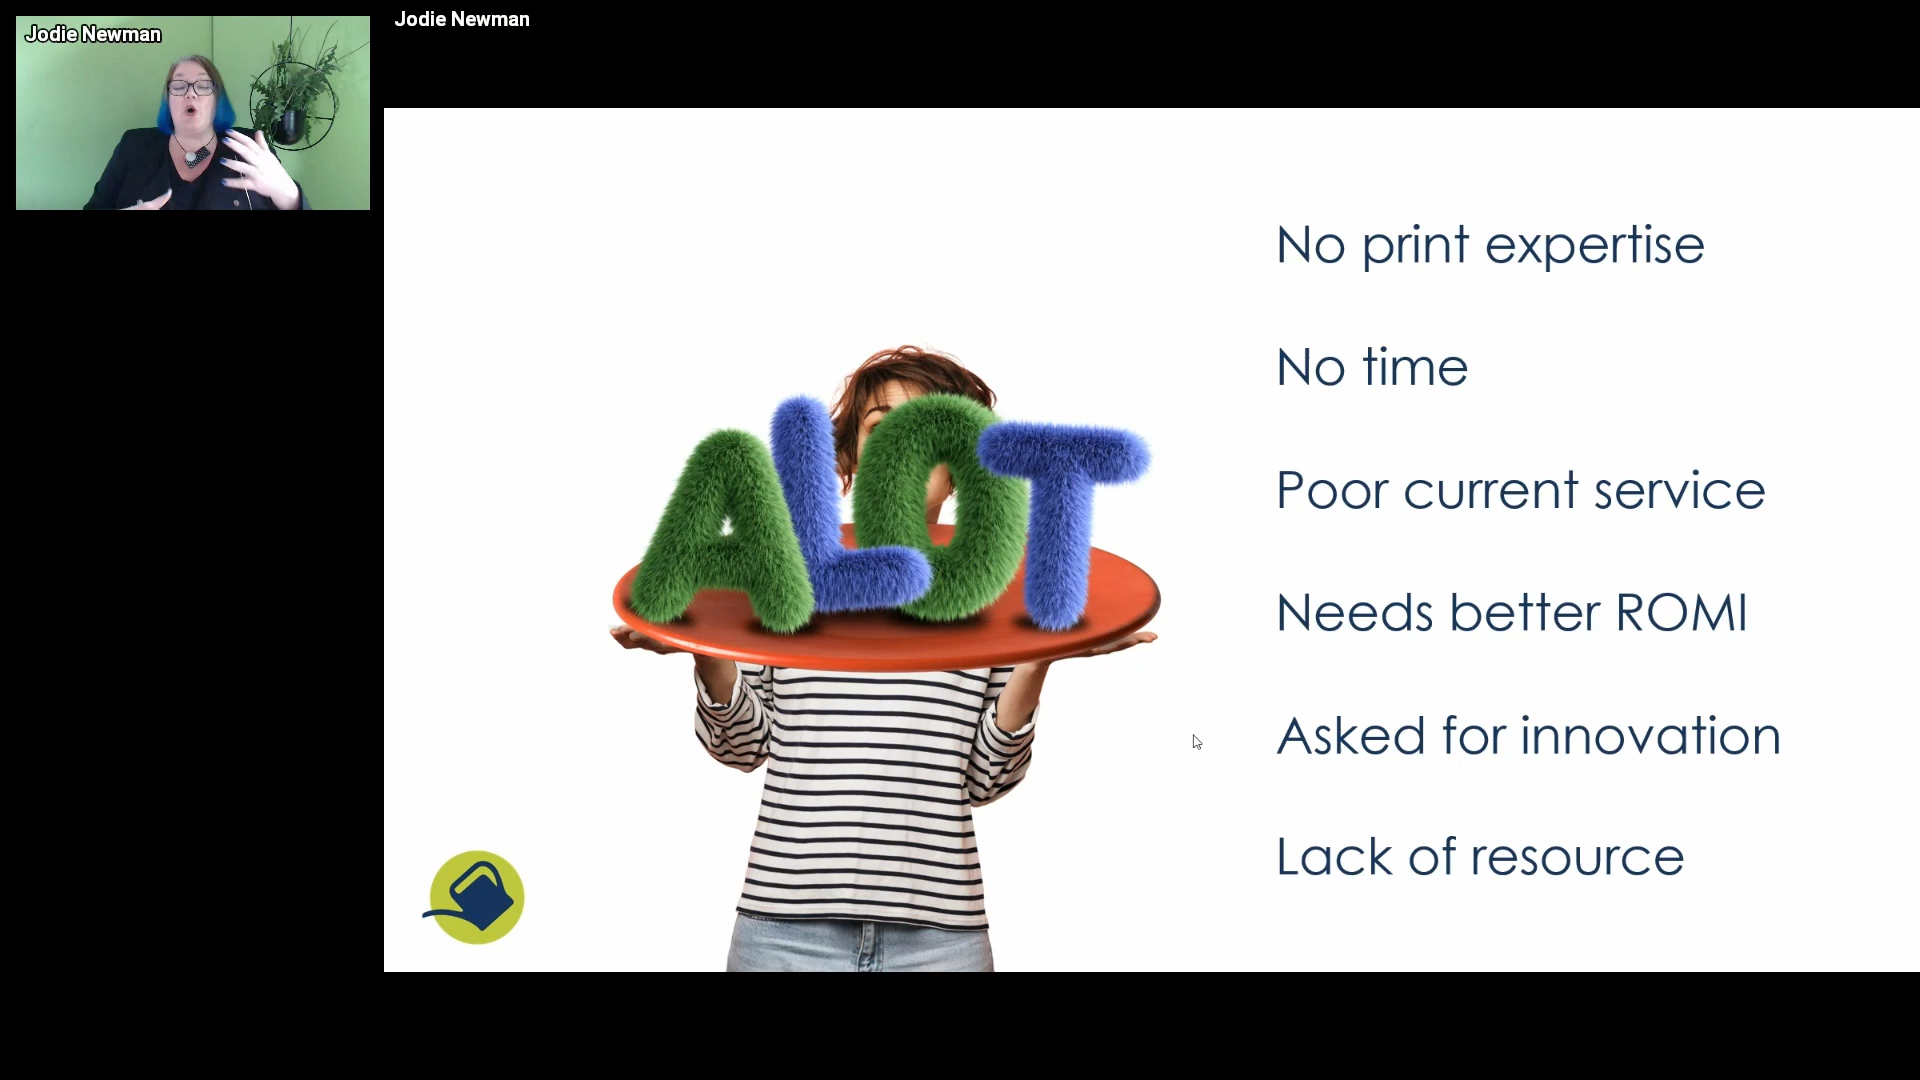 Jodie Newman
Jodie Newman
No print expertise
No time
ALOT
Poor current service
Needs better ROMI
Asked for innovation
Lack of resource